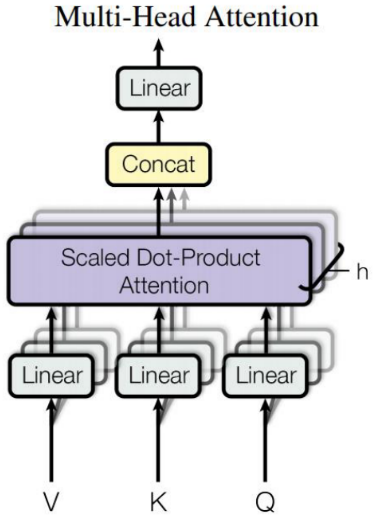 Multi-Head Attention
Linear
Concat
Scaled Dot-Product
Attention
h
Linear Linear Linear
V K Q